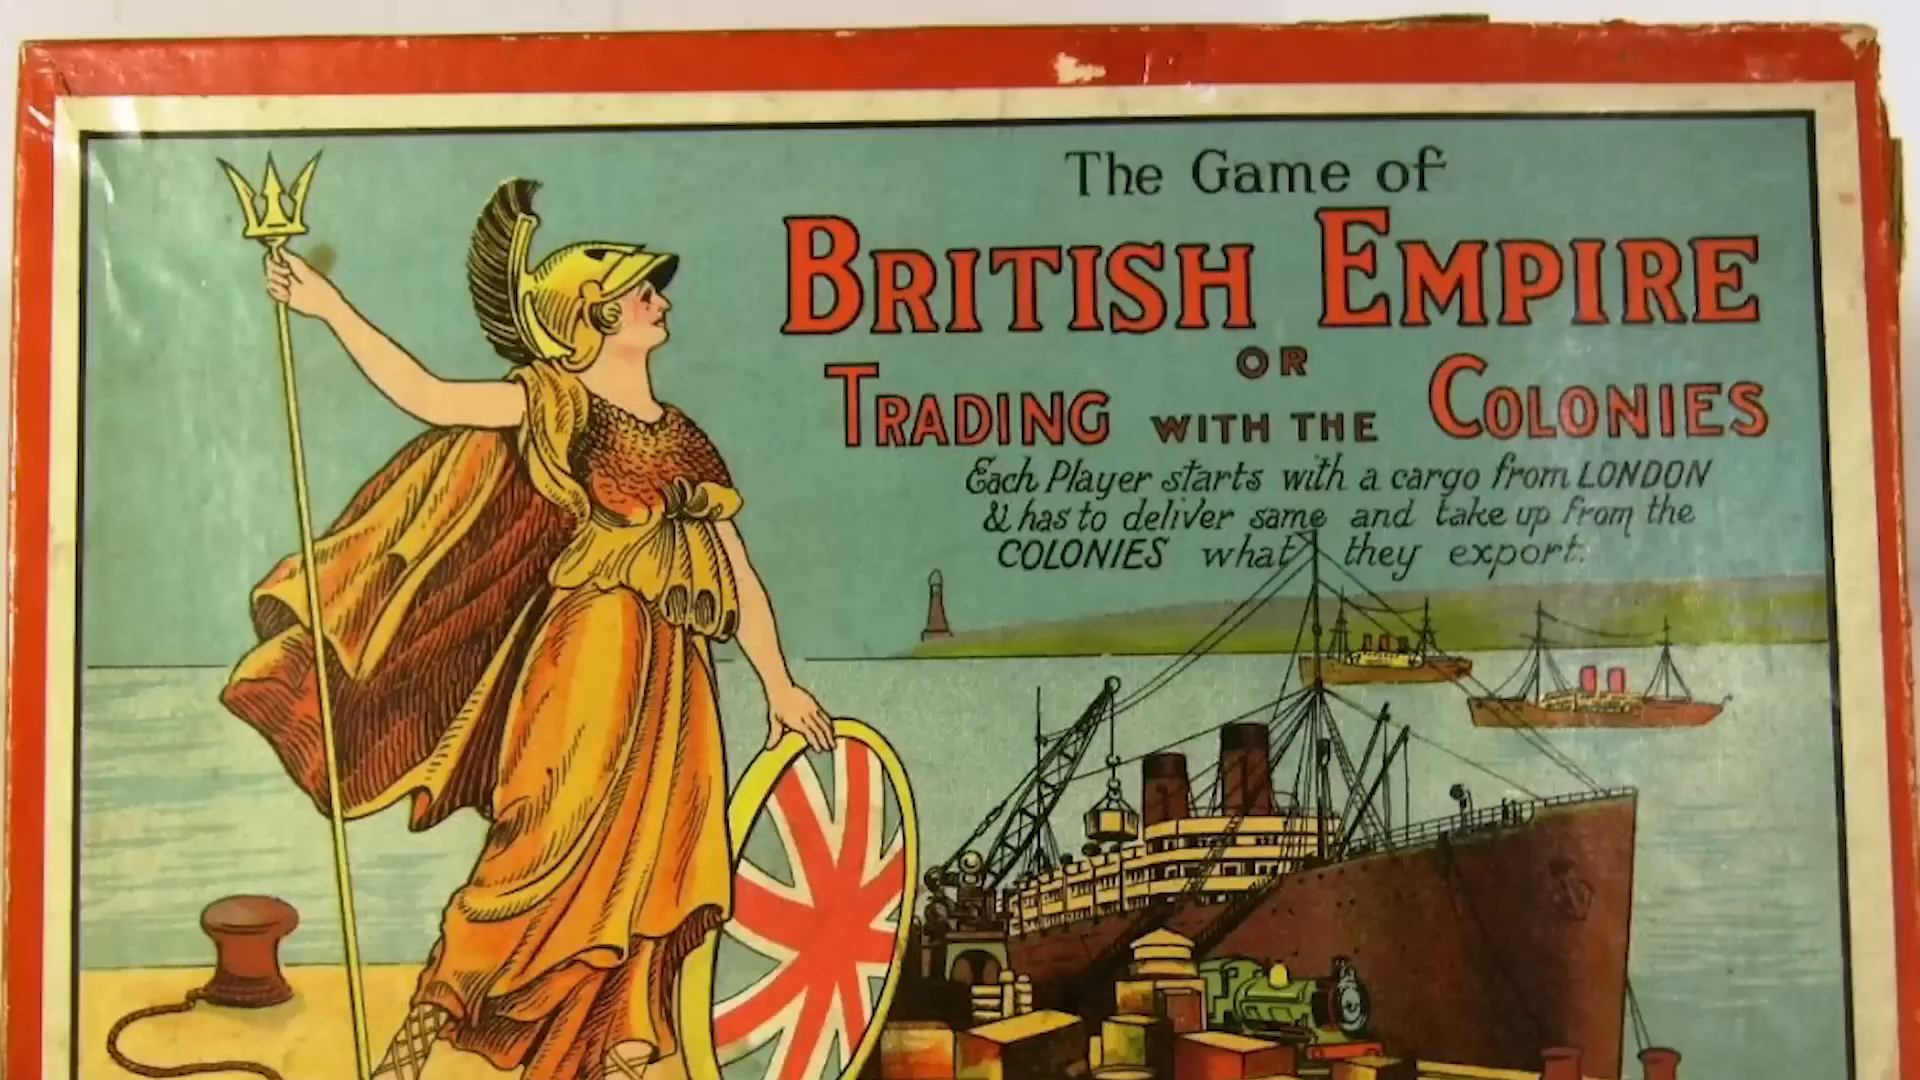 The Game of
BRITISH EMPIRE
OR
TRADING WITH THE COLONIES
Each Player starts with a cargo from LONDON
& has to deliver same and take up from the
COLONIES what they export.